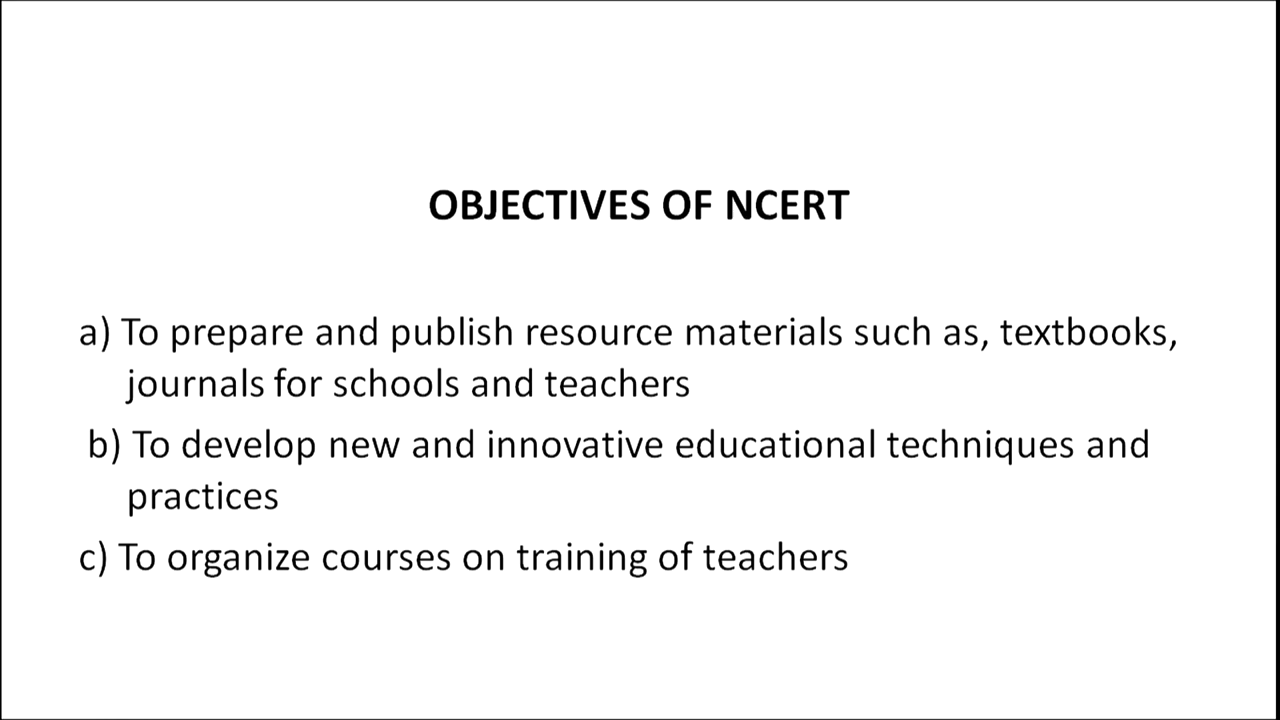 OBJECTIVES OF NCERT
a) To prepare and publish resource materials such as, textbooks,
journals for schools and teachers
b) To develop new and innovative educational techniques and
practices
c) To organize courses on training of teachers